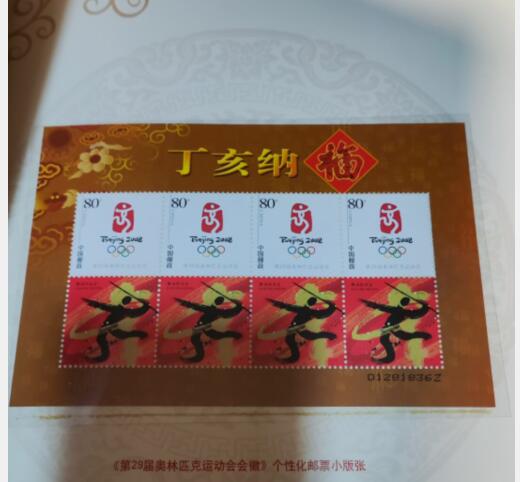 丁亥纳福
80分 80分 80分 80分
Beijing 2008 Beijing 2008 Beijing 2008 Beijing 2008
中国邮政 中国邮政 中国邮政 中国邮政
01281836Z
《第29届奥林匹克运动会会徽》个性化邮票小版张